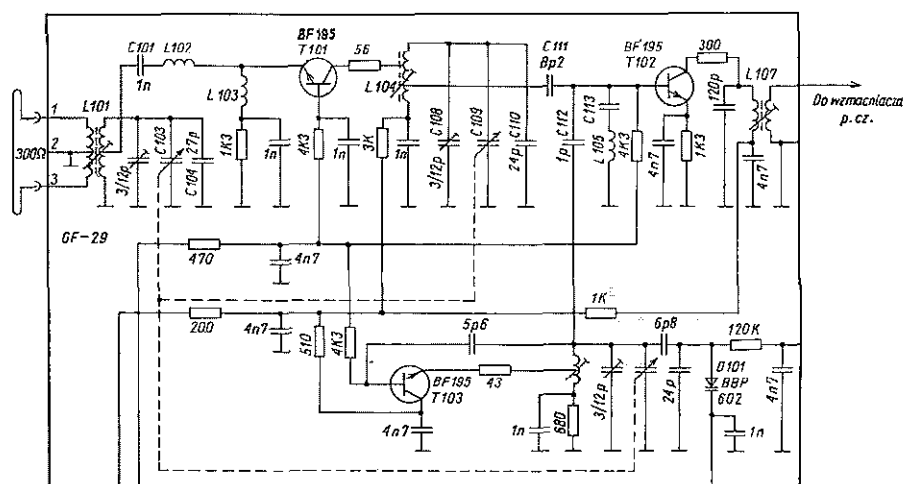 BF195
T101
C101
L102
1n
56
L103
1K3
1n
4K3
1n
3K
1n
L104
C108
3/12p
C109
C110
24p
C111
8p2
C112
1p
C113
L105
4K3
BF195
T102
300
4n7
1K3
120p
L107
4n7
Do wzmacniacza
p.cz.
1
2
3
300Ω
L101
3/12p
C103
C104
27p
GF-29
470
4n7
200
4n7
510
4K3
1K
5p6
BF195
T103
43
4n7
1n
680
3/12p
6p8
24p
D101
BBP
602
120K
4n7
1n